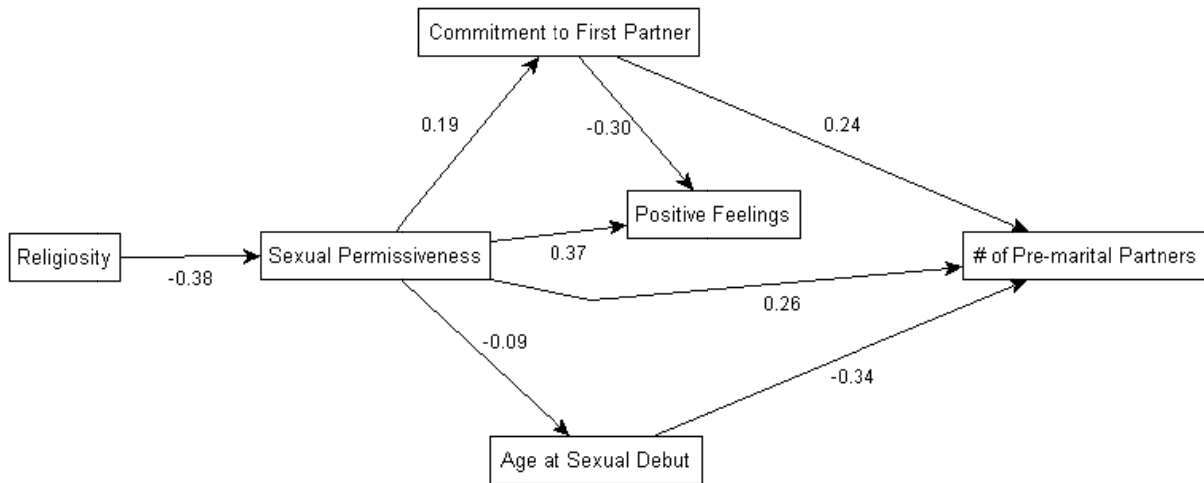 Commitment to First Partner
0.19
-0.30
0.24
Positive Feelings
Religiosity
-0.38
Sexual Permissiveness
0.37
# of Pre-marital Partners
0.26
-0.09
-0.34
Age at Sexual Debut